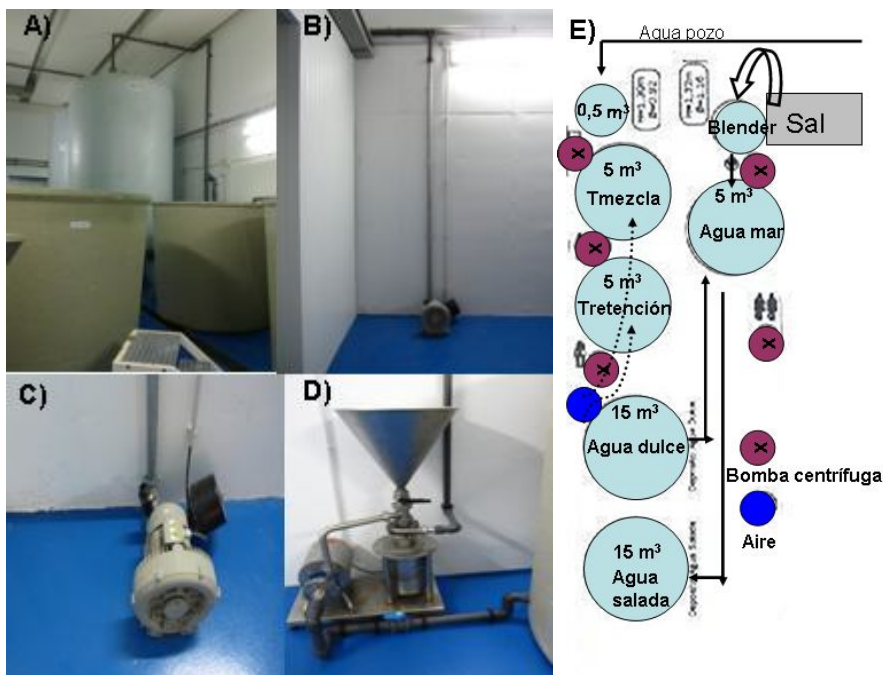 A)
B)
C)
D)
E)
Agua pozo
0,5 m³
Blender
Sal
5 m³
Tmezcla
5 m³
Agua mar
5 m³
Tretención
15 m³
Agua dulce
Bomba centrífuga
Aire
15 m³
Agua
salada